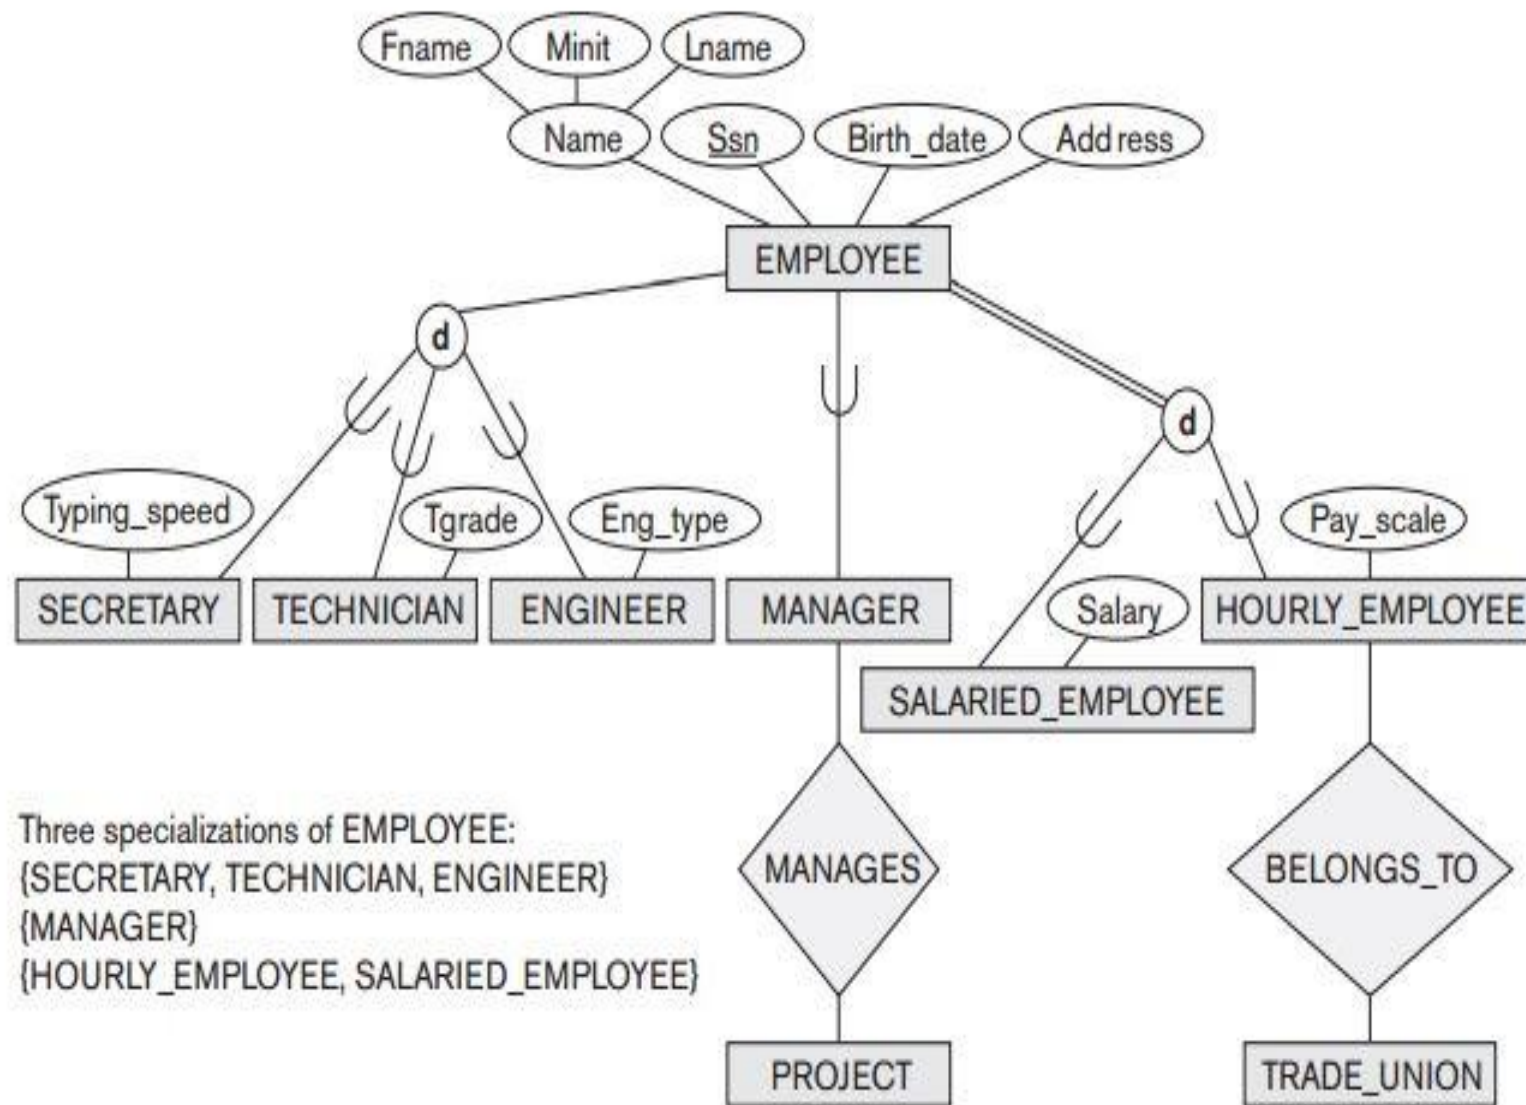 Fname
Minit
Lname
Name
Ssn
Birth_date
Address
EMPLOYEE
d
d
Typing_speed
Tgrade
Eng_type
Pay_scale
SECRETARY
TECHNICIAN
ENGINEER
MANAGER
Salary
HOURLY_EMPLOYEE
SALARIED_EMPLOYEE
Three specializations of EMPLOYEE:
{SECRETARY, TECHNICIAN, ENGINEER}
{MANAGER}
{HOURLY_EMPLOYEE, SALARIED_EMPLOYEE}
MANAGES
BELONGS_TO
PROJECT
TRADE_UNION